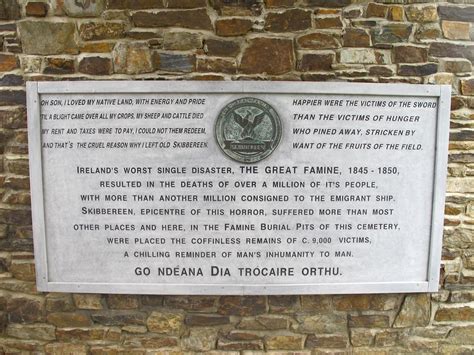 OH SON, I LOVED MY NATIVE LAND, WITH ENERGY AND PRIDE
TIL A BLIGHT CAME OVER ALL MY CROPS, MY SHEEP AND CATTLE DIED
MY RENT AND TAXES WERE TO PAY, I COULD NOT THEM REDEEM,
AND THAT'S THE CRUEL REASON WHY I LEFT OLD SKIBBEREEN.
HAPPIER WERE THE VICTIMS OF THE SWORD
THAN THE VICTIMS OF HUNGER
WHO PINED AWAY, STRICKEN BY
WANT OF THE FRUITS OF THE FIELD.
IRELAND'S WORST SINGLE DISASTER, THE GREAT FAMINE, 1845 - 1850,
RESULTED IN THE DEATHS OF OVER A MILLION OF IT'S PEOPLE,
WITH MORE THAN ANOTHER MILLION CONSIGNED TO THE EMIGRANT SHIP.
SKIBBEREEN, EPICENTRE OF THIS HORROR, SUFFERED MORE THAN MOST
OTHER PLACES AND HERE, IN THE FAMINE BURIAL PITS OF THIS CEMETERY,
WERE PLACED THE COFFINLESS REMAINS OF C. 9,000 VICTIMS,
A CHILLING REMINDER OF MAN'S INHUMANITY TO MAN.
GO NDEANA DIA TROCAIRE ORTHU.